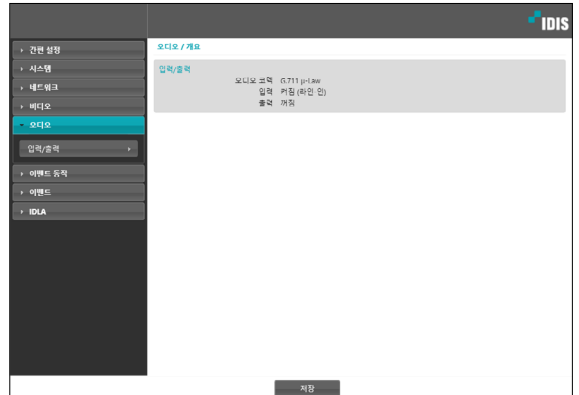 IDIS
간편 설정
시스템
네트워크
비디오
오디오
입력/출력
이벤트 동작
이벤트
IDLA
오디오 / 개요
입력/출력
오디오 코덱 G.711 μ-Law
입력 켜짐 (라인 인)
출력 꺼짐
저장